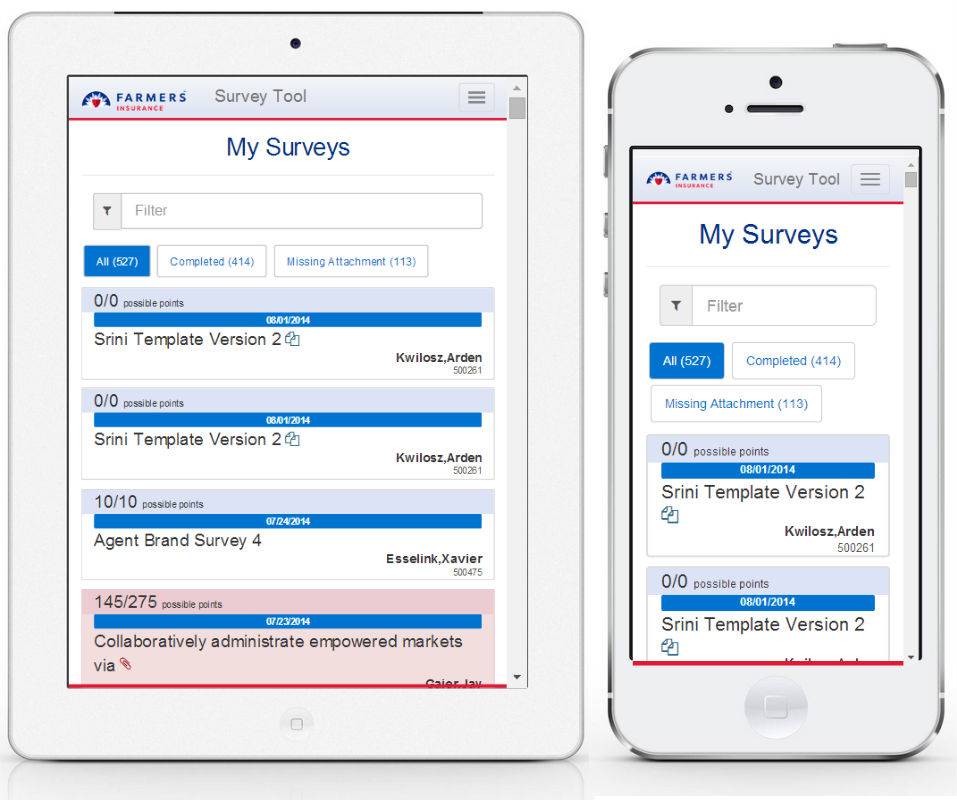 FARMERS
INSURANCE
Survey Tool
My Surveys
Filter
All (527)
Completed (414)
Missing Attachment (113)
0/0 possible points
08/01/2014
Srini Template Version 2
Kwilosz,Arden
500261
0/0 possible points
08/01/2014
Srini Template Version 2
Kwilosz,Arden
500261
10/10 possible points
07/24/2014
Agent Brand Survey 4
Esselink,Xavier
500475
145/275 possible points
07/23/2014
Collaboratively administrate empowered markets
via
Gaier,Jay
FARMERS
INSURANCE
Survey Tool
My Surveys
Filter
All (527)
Completed (414)
Missing Attachment (113)
0/0 possible points
08/01/2014
Srini Template Version 2
Kwilosz,Arden
500261
0/0 possible points
08/01/2014
Srini Template Version 2